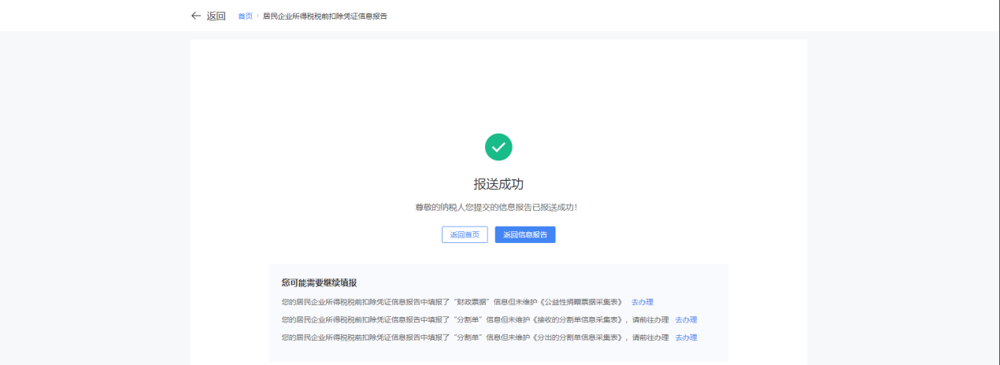 返回 首页 › 居民企业所得税税前扣除凭证信息报告
报送成功
尊敬的纳税人您提交的信息报告已报送成功！
返回首页 返回信息报告
您可能需要继续填报
您的居民企业所得税税前扣除凭证信息报告中填报了“财政票据”信息但未维护《公益性捐赠票据采集表》 去办理
您的居民企业所得税税前扣除凭证信息报告中填报了“分割单”信息但未维护《接收的分割单信息采集表》，请前往办理 去办理
您的居民企业所得税税前扣除凭证信息报告中填报了“分割单”信息但未维护《分出的分割单信息采集表》，请前往办理 去办理